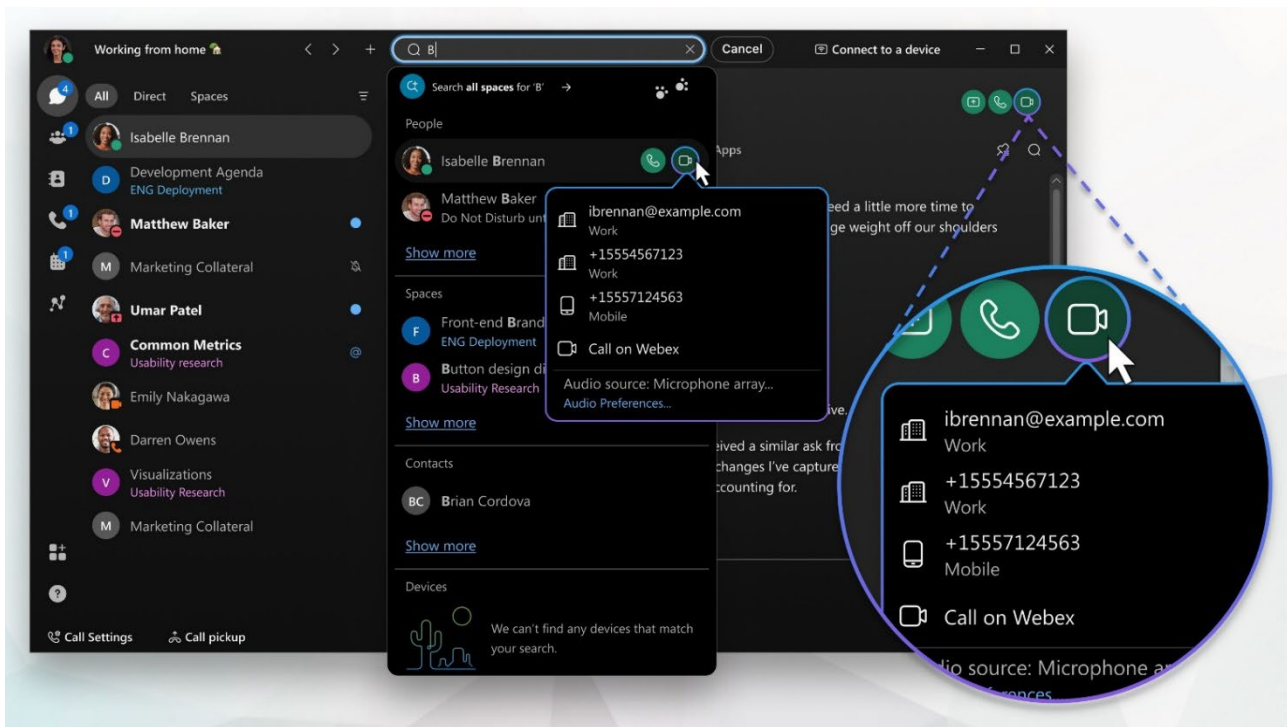 Working from home
B
Cancel
Connect to a device
4
All Direct Spaces
Search all spaces for 'B' →
People
1
Isabelle Brennan
Isabelle Brennan
Apps
D
Development Agenda
ENG Deployment
Matthew Baker
Do Not Disturb unt
ibrennan@example.com
Work
eed a little more time to
ge weight off our shoulders
1
Matthew Baker
Show more
+15554567123
Work
1
M
Marketing Collateral
Spaces
+15557124563
Mobile
Umar Patel
F
Front-end Brand
ENG Deployment
Call on Webex
C
Common Metrics
Usability research
@
B
Button design di
Usability Research
Audio source: Microphone array...
Audio Preferences...
Emily Nakagawa
Show more
ive.
Darren Owens
eived a similar ask fro
changes I've capture
ccounting for.
Contacts
V
Visualizations
Usability Research
BC
Brian Cordova
M
Marketing Collateral
Show more
Devices
?
We can't find any devices that match
your search.
Call Settings
Call pickup
ibrennan@example.com
Work
+15554567123
Work
+15557124563
Mobile
Call on Webex
dio source: Microphone ar